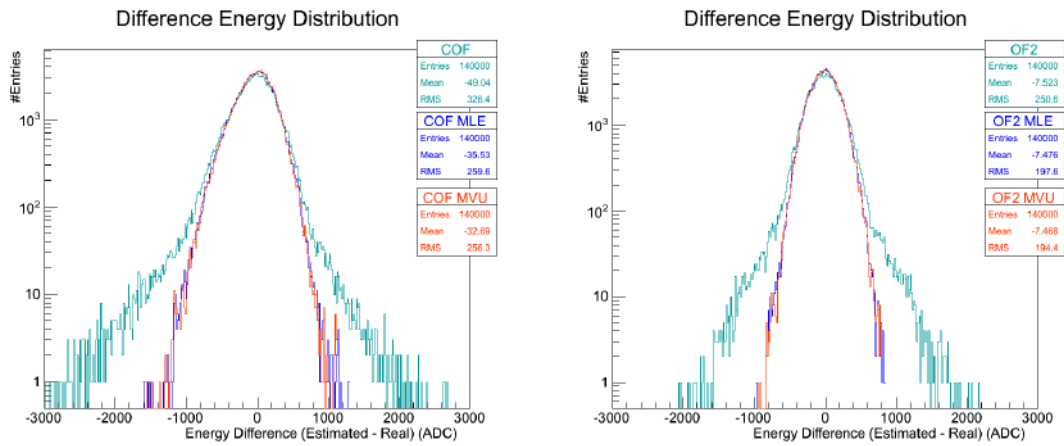 Difference Energy Distribution
#Entries
10³
10²
10
1
-3000 -2000 -1000 0 1000 2000 3000
Energy Difference (Estimated - Real) (ADC)
COF
Entries 140000
Mean -49.04
RMS 326.4
COF MLE
Entries 140000
Mean -35.53
RMS 259.6
COF MVU
Entries 140000
Mean -32.69
RMS 256.3
Difference Energy Distribution
#Entries
10³
10²
10
1
-3000 -2000 -1000 0 1000 2000 3000
Energy Difference (Estimated - Real) (ADC)
OF2
Entries 140000
Mean -7.523
RMS 250.6
OF2 MLE
Entries 140000
Mean -7.476
RMS 197.6
OF2 MVU
Entries 140000
Mean -7.468
RMS 194.4